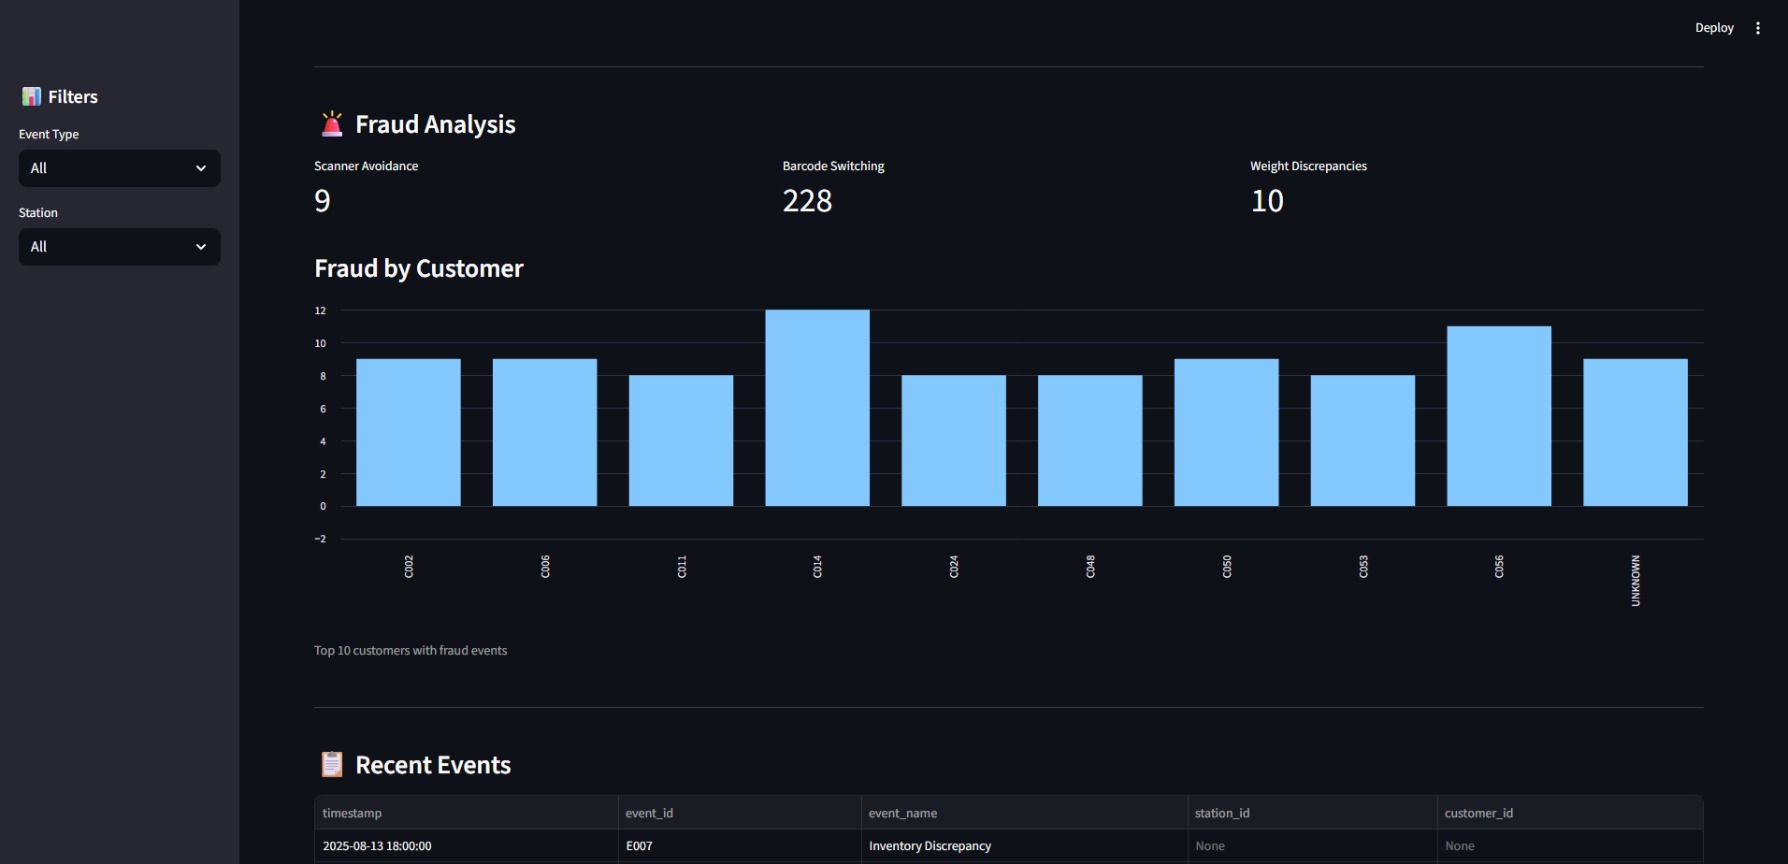 Deploy
Filters
Event Type
All
Station
All
Fraud Analysis
Scanner Avoidance
9
Barcode Switching
228
Weight Discrepancies
10
Fraud by Customer
12
10
8
6
4
2
0
−2
C002
C006
C011
C014
C024
C048
C050
C053
C056
UNKNOWN
Top 10 customers with fraud events
Recent Events
timestamp event_id event_name station_id customer_id
2025-08-13 18:00:00 E007 Inventory Discrepancy None None